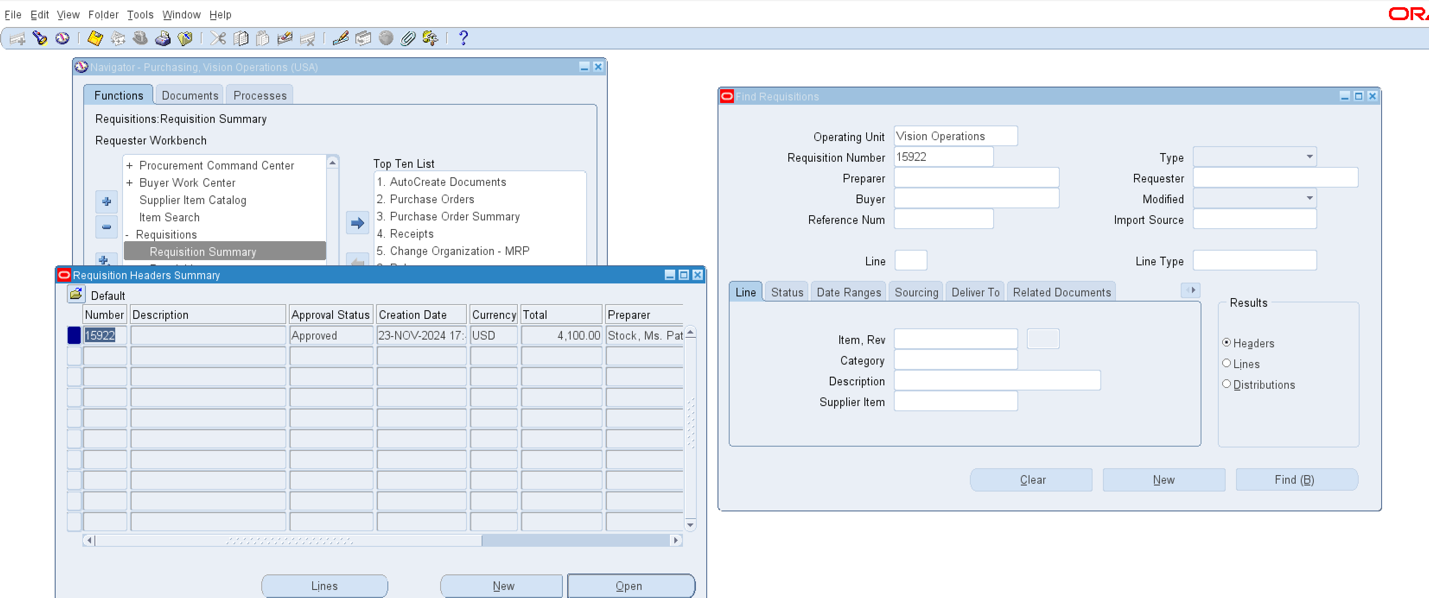 File Edit View Folder Tools Window Help
Navigator - Purchasing, Vision Operations (USA)
Functions Documents Processes
Requisitions:Requisition Summary
Requester Workbench
+ Procurement Command Center
+ Buyer Work Center
Supplier Item Catalog
Item Search
- Requisitions
Requisition Summary
Top Ten List
1. AutoCreate Documents
2. Purchase Orders
3. Purchase Order Summary
4. Receipts
5. Change Organization - MRP
Requisition Headers Summary
Default
Number Description Approval Status Creation Date Currency Total Preparer
15922 Approved 23-NOV-2024 17: USD 4,100.00 Stock, Ms. Pat
Lines New Open
Find Requisitions
Operating Unit Vision Operations
Requisition Number 15922 Type
Preparer Requester
Buyer Modified
Reference Num Import Source
Line Line Type
Line Status Date Ranges Sourcing Deliver To Related Documents
Item, Rev
Category
Description
Supplier Item
Results
Headers
Lines
Distributions
Clear New Find (B)